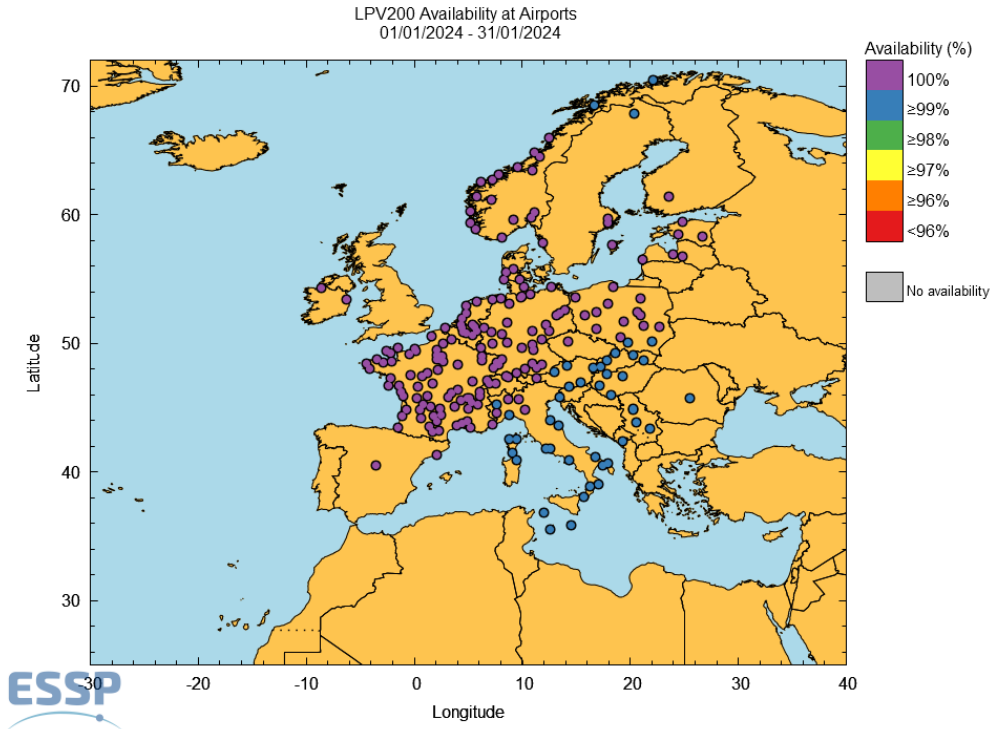 LPV200 Availability at Airports
01/01/2024 - 31/01/2024
Availability (%)
100%
≥99%
≥98%
≥97%
≥96%
<96%
No availability
70
60
50
40
30
Latitude
-30
-20
-10
0
10
20
30
40
Longitude
ESSP